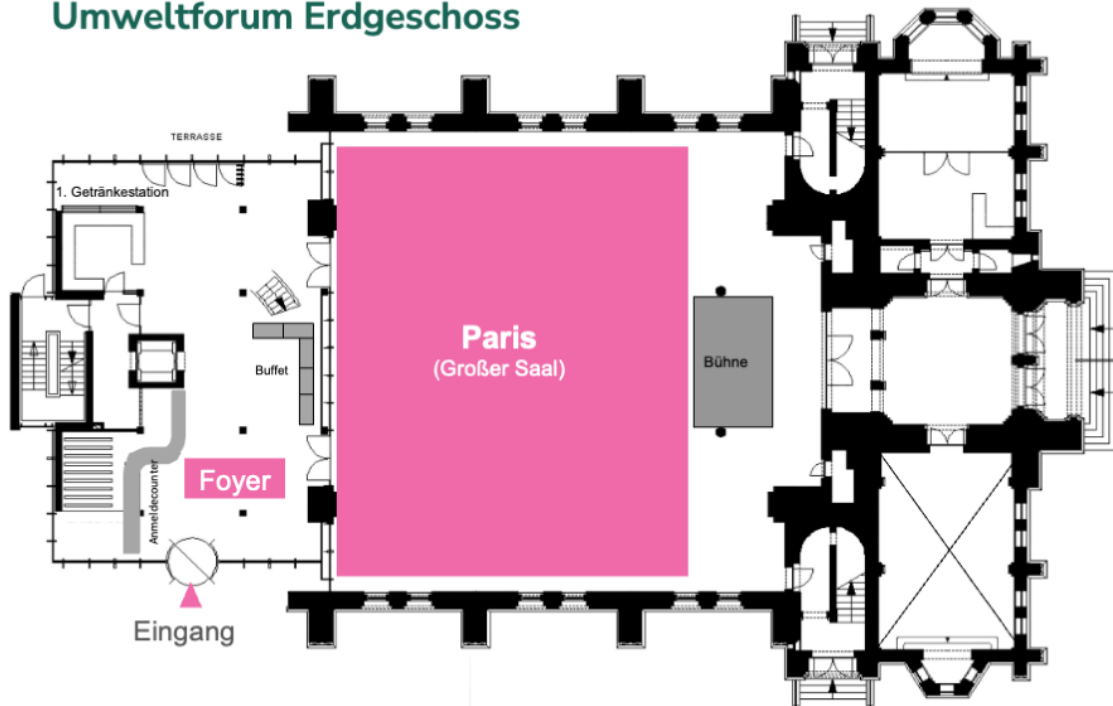 Umweltforum Erdgeschoss
TERRASSE
1. Getränkestation
Paris
(Großer Saal)
Bühne
Buffet
Foyer
Anmeldecounter
Eingang